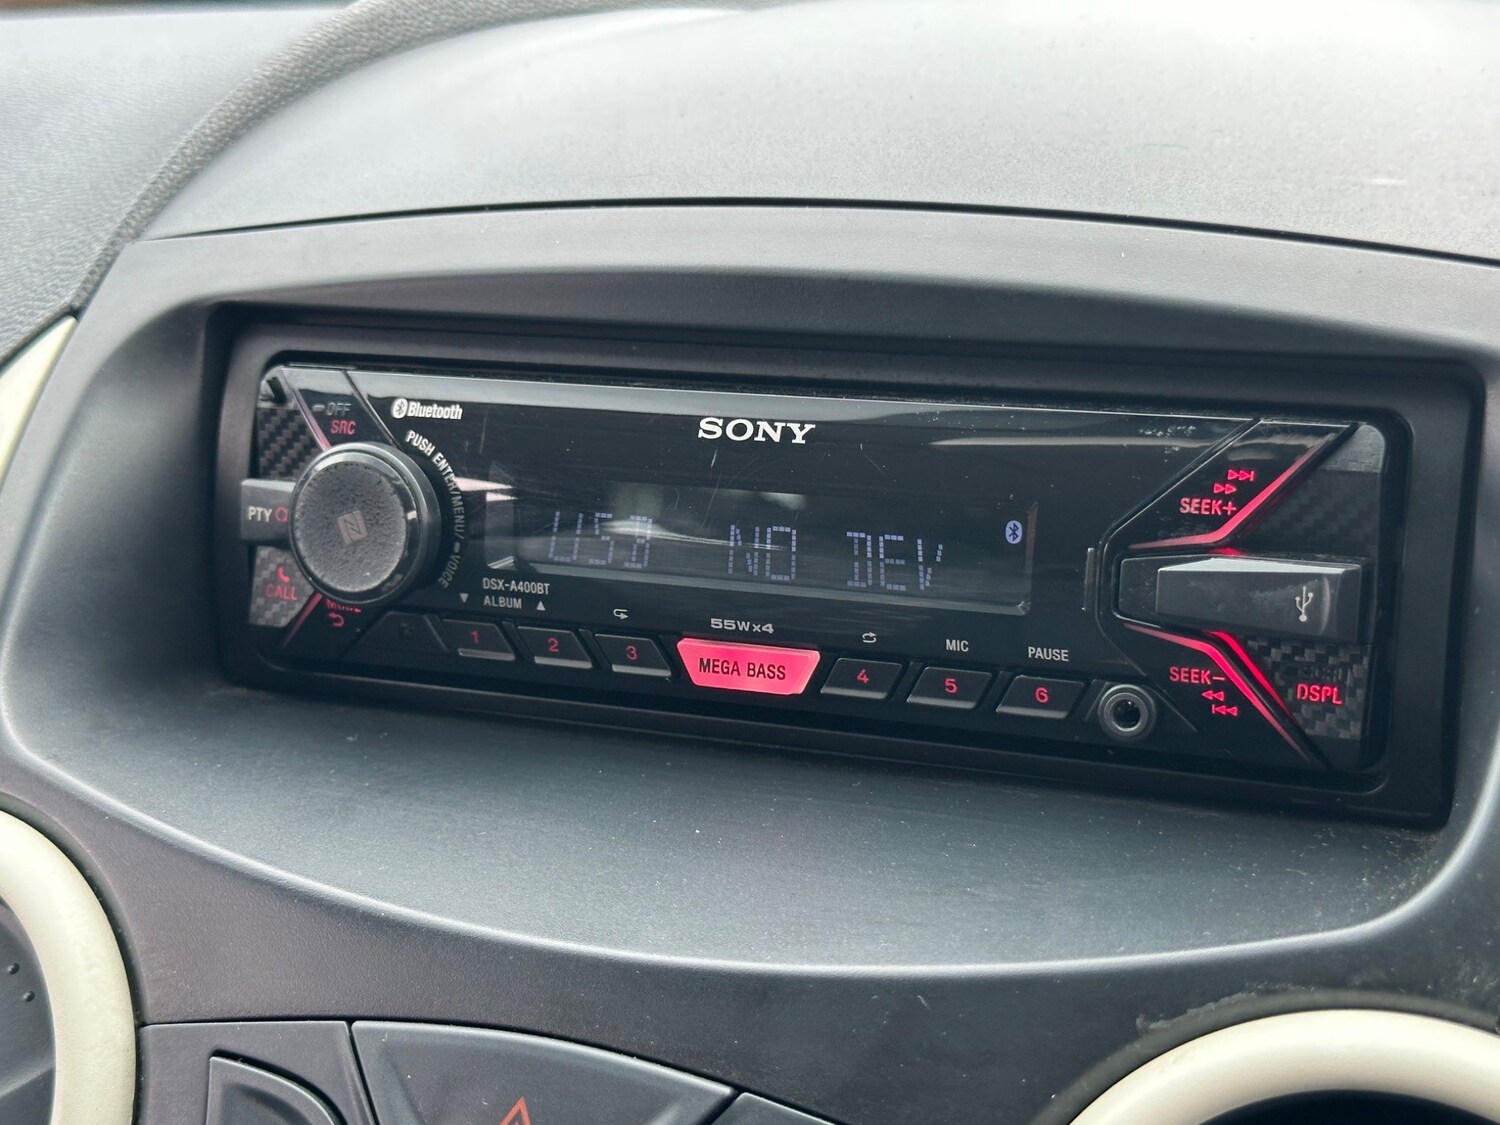 OFF
SRC
Bluetooth
SONY
PUSH ENTER/MENU/
VOICE
PTY
CALL
USB NO DEV
SEEK+
DSX-A400BT
ALBUM
55W×4
MIC
PAUSE
1
2
3
MEGA BASS
4
5
6
SEEK−
DSPL